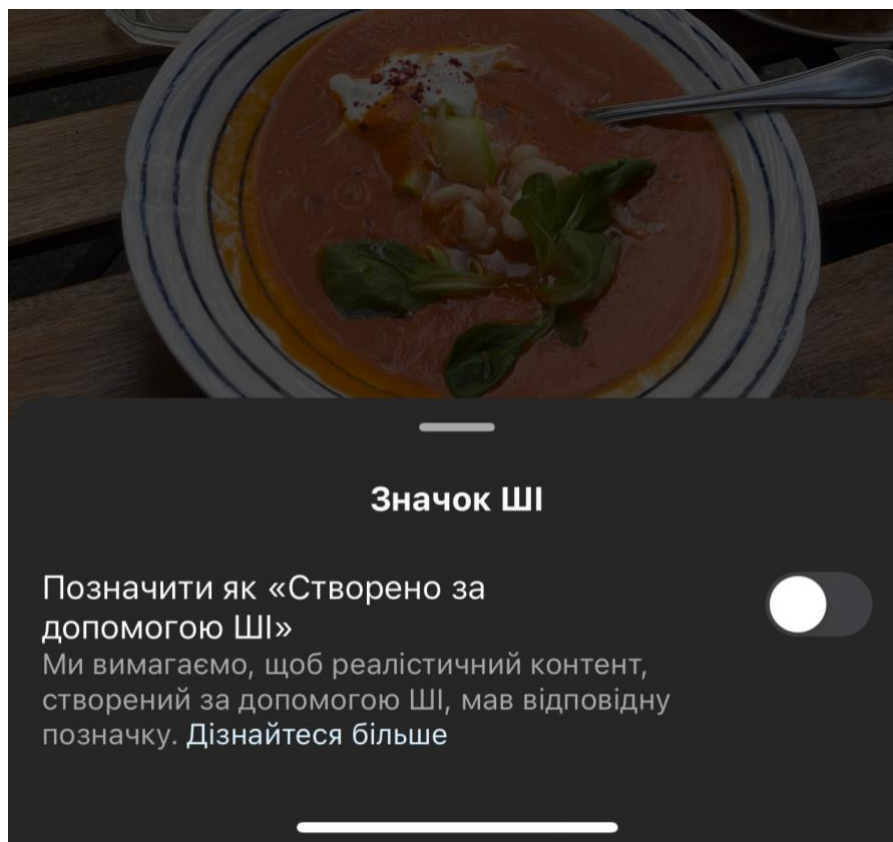 Значок ШІ
Позначити як «Створено за
допомогою ШІ»
Ми вимагаємо, щоб реалістичний контент,
створений за допомогою ШІ, мав відповідну
позначку. Дізнайтеся більше